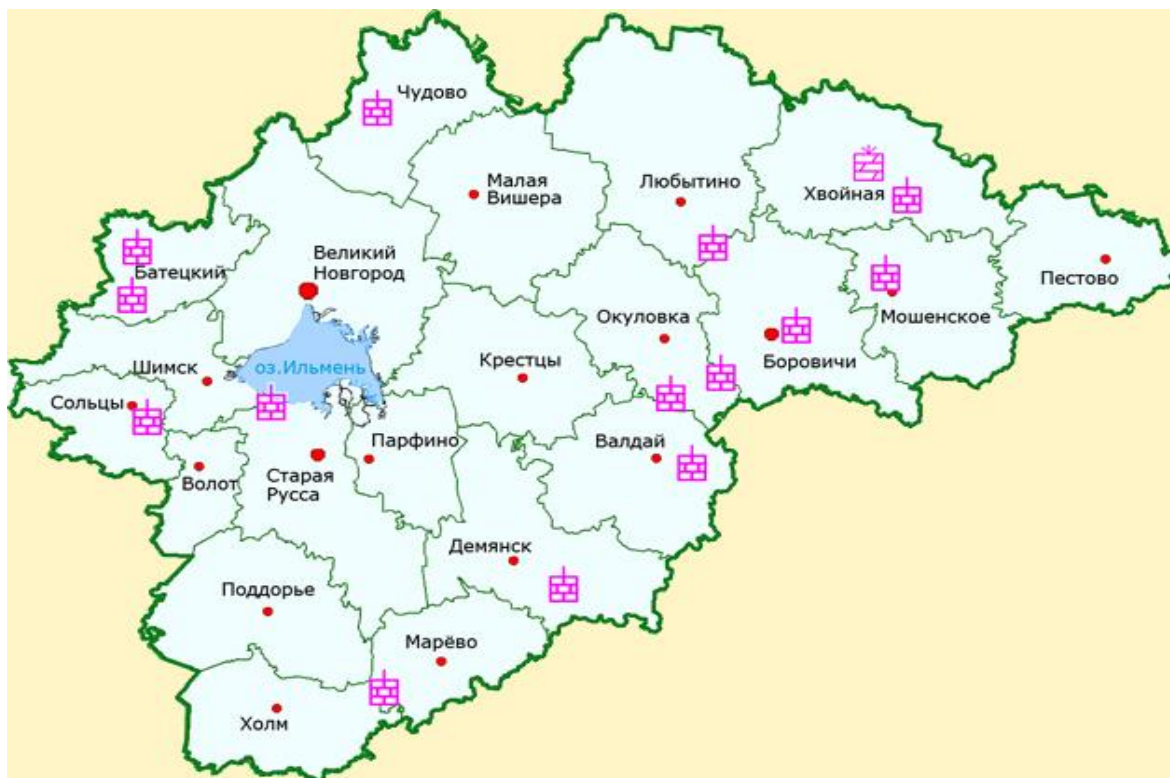 Чудово
Малая
Вишера
Любытино
Хвойная
Великий
Новгород
Батецкий
Пестово
Окуловка
Мошенское
Крестцы
Боровичи
оз.Ильмень
Шимск
Сольцы
Парфино
Валдай
Волот
Старая
Русса
Демянск
Поддорье
Марёво
Холм